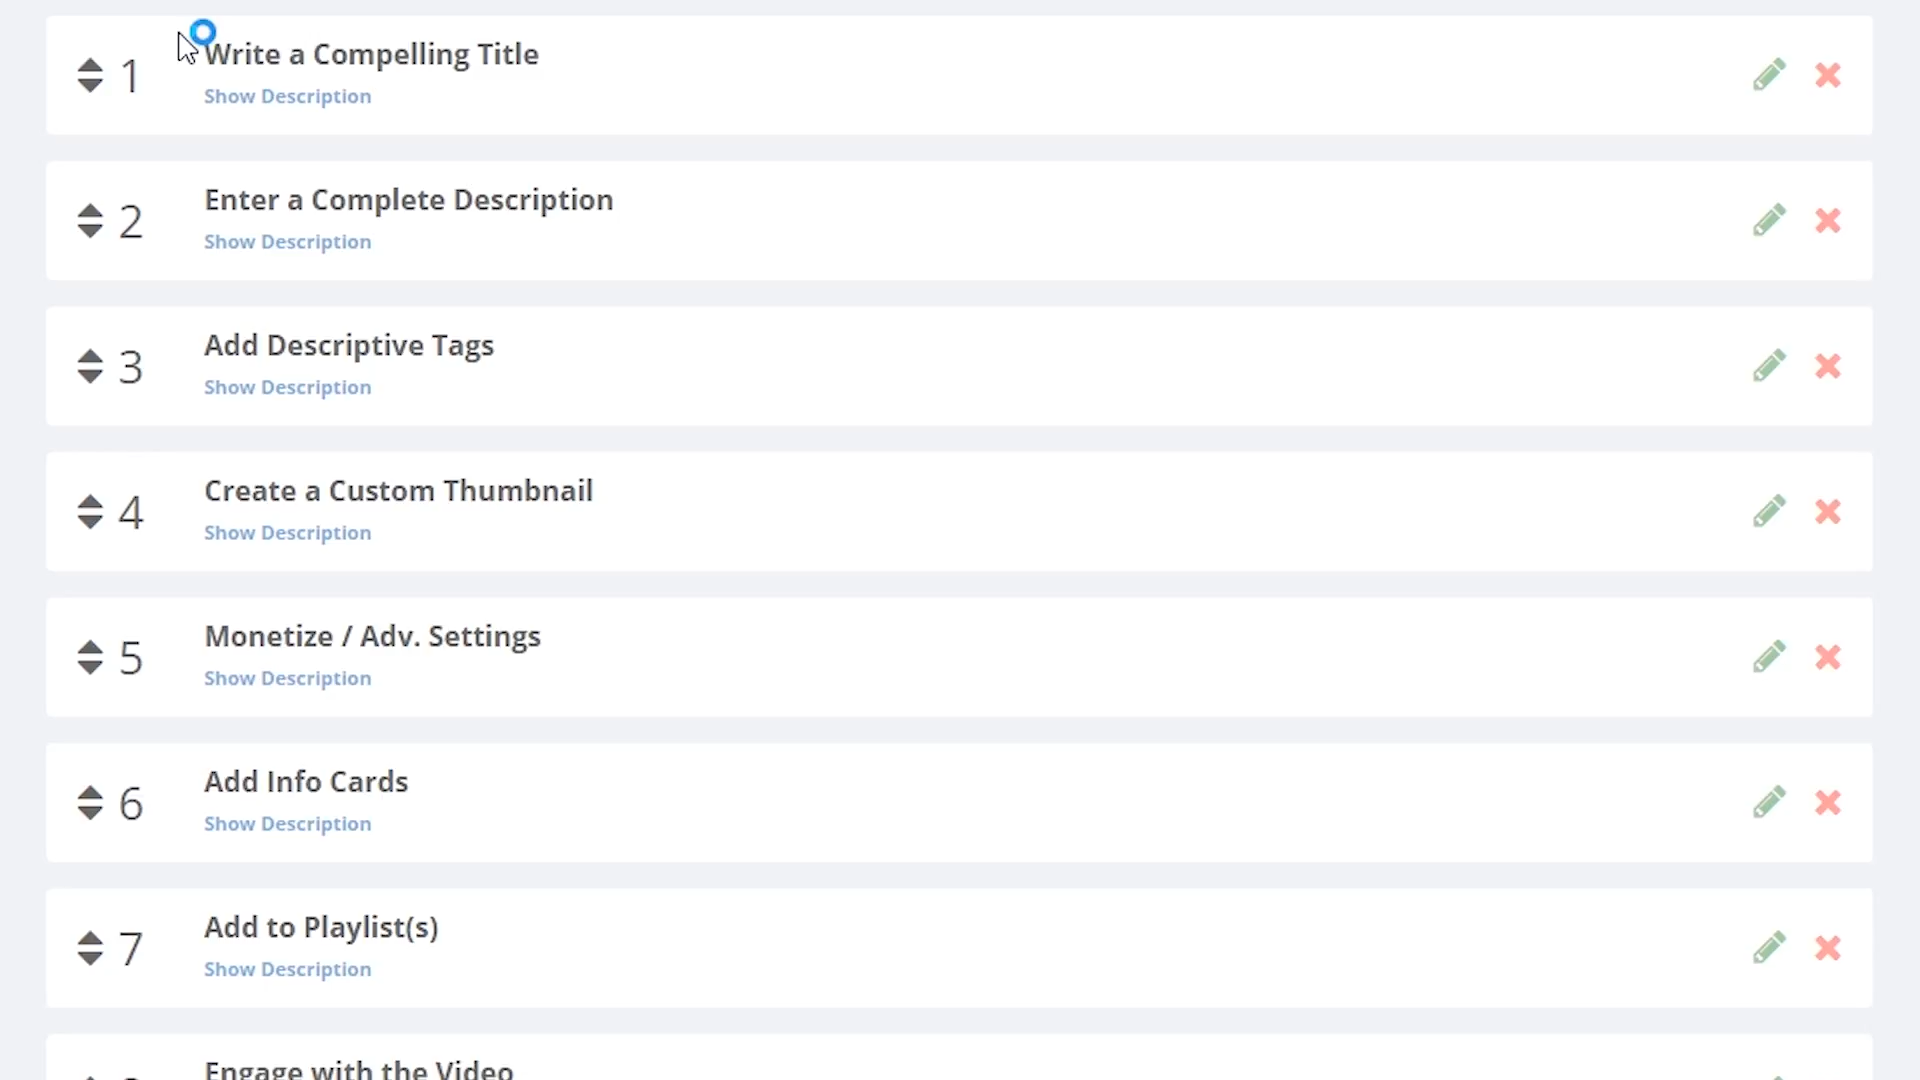 1
Write a Compelling Title
Show Description
2
Enter a Complete Description
Show Description
3
Add Descriptive Tags
Show Description
4
Create a Custom Thumbnail
Show Description
5
Monetize / Adv. Settings
Show Description
6
Add Info Cards
Show Description
7
Add to Playlist(s)
Show Description
Engage with the Video